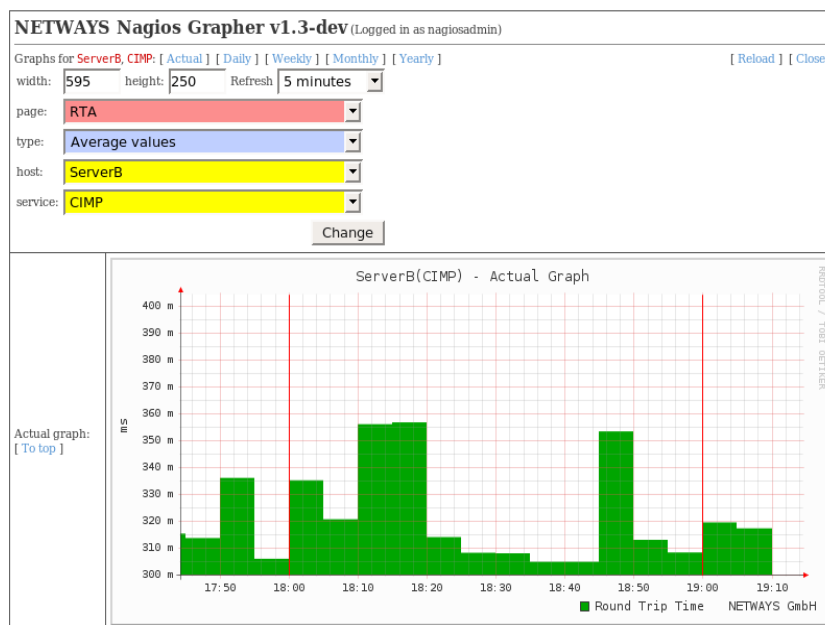 NETWAYS Nagios Grapher v1.3-dev (Logged in as nagiosadmin)
Graphs for ServerB, CIMP: [ Actual ] [ Daily ] [ Weekly ] [ Monthly ] [ Yearly ] [ Reload ] [ Close
width: 595 height: 250 Refresh 5 minutes
page: RTA
type: Average values
host: ServerB
service: CIMP
Change
ServerB(CIMP) - Actual Graph
400 m
390 m
380 m
370 m
360 m
350 m
340 m
330 m
320 m
310 m
300 m
ms
Actual graph:
[ To top ]
17:50 18:00 18:10 18:20 18:30 18:40 18:50 19:00 19:10
Round Trip Time NETWAYS GmbH
RRDTOOL / TOBI OETIKER